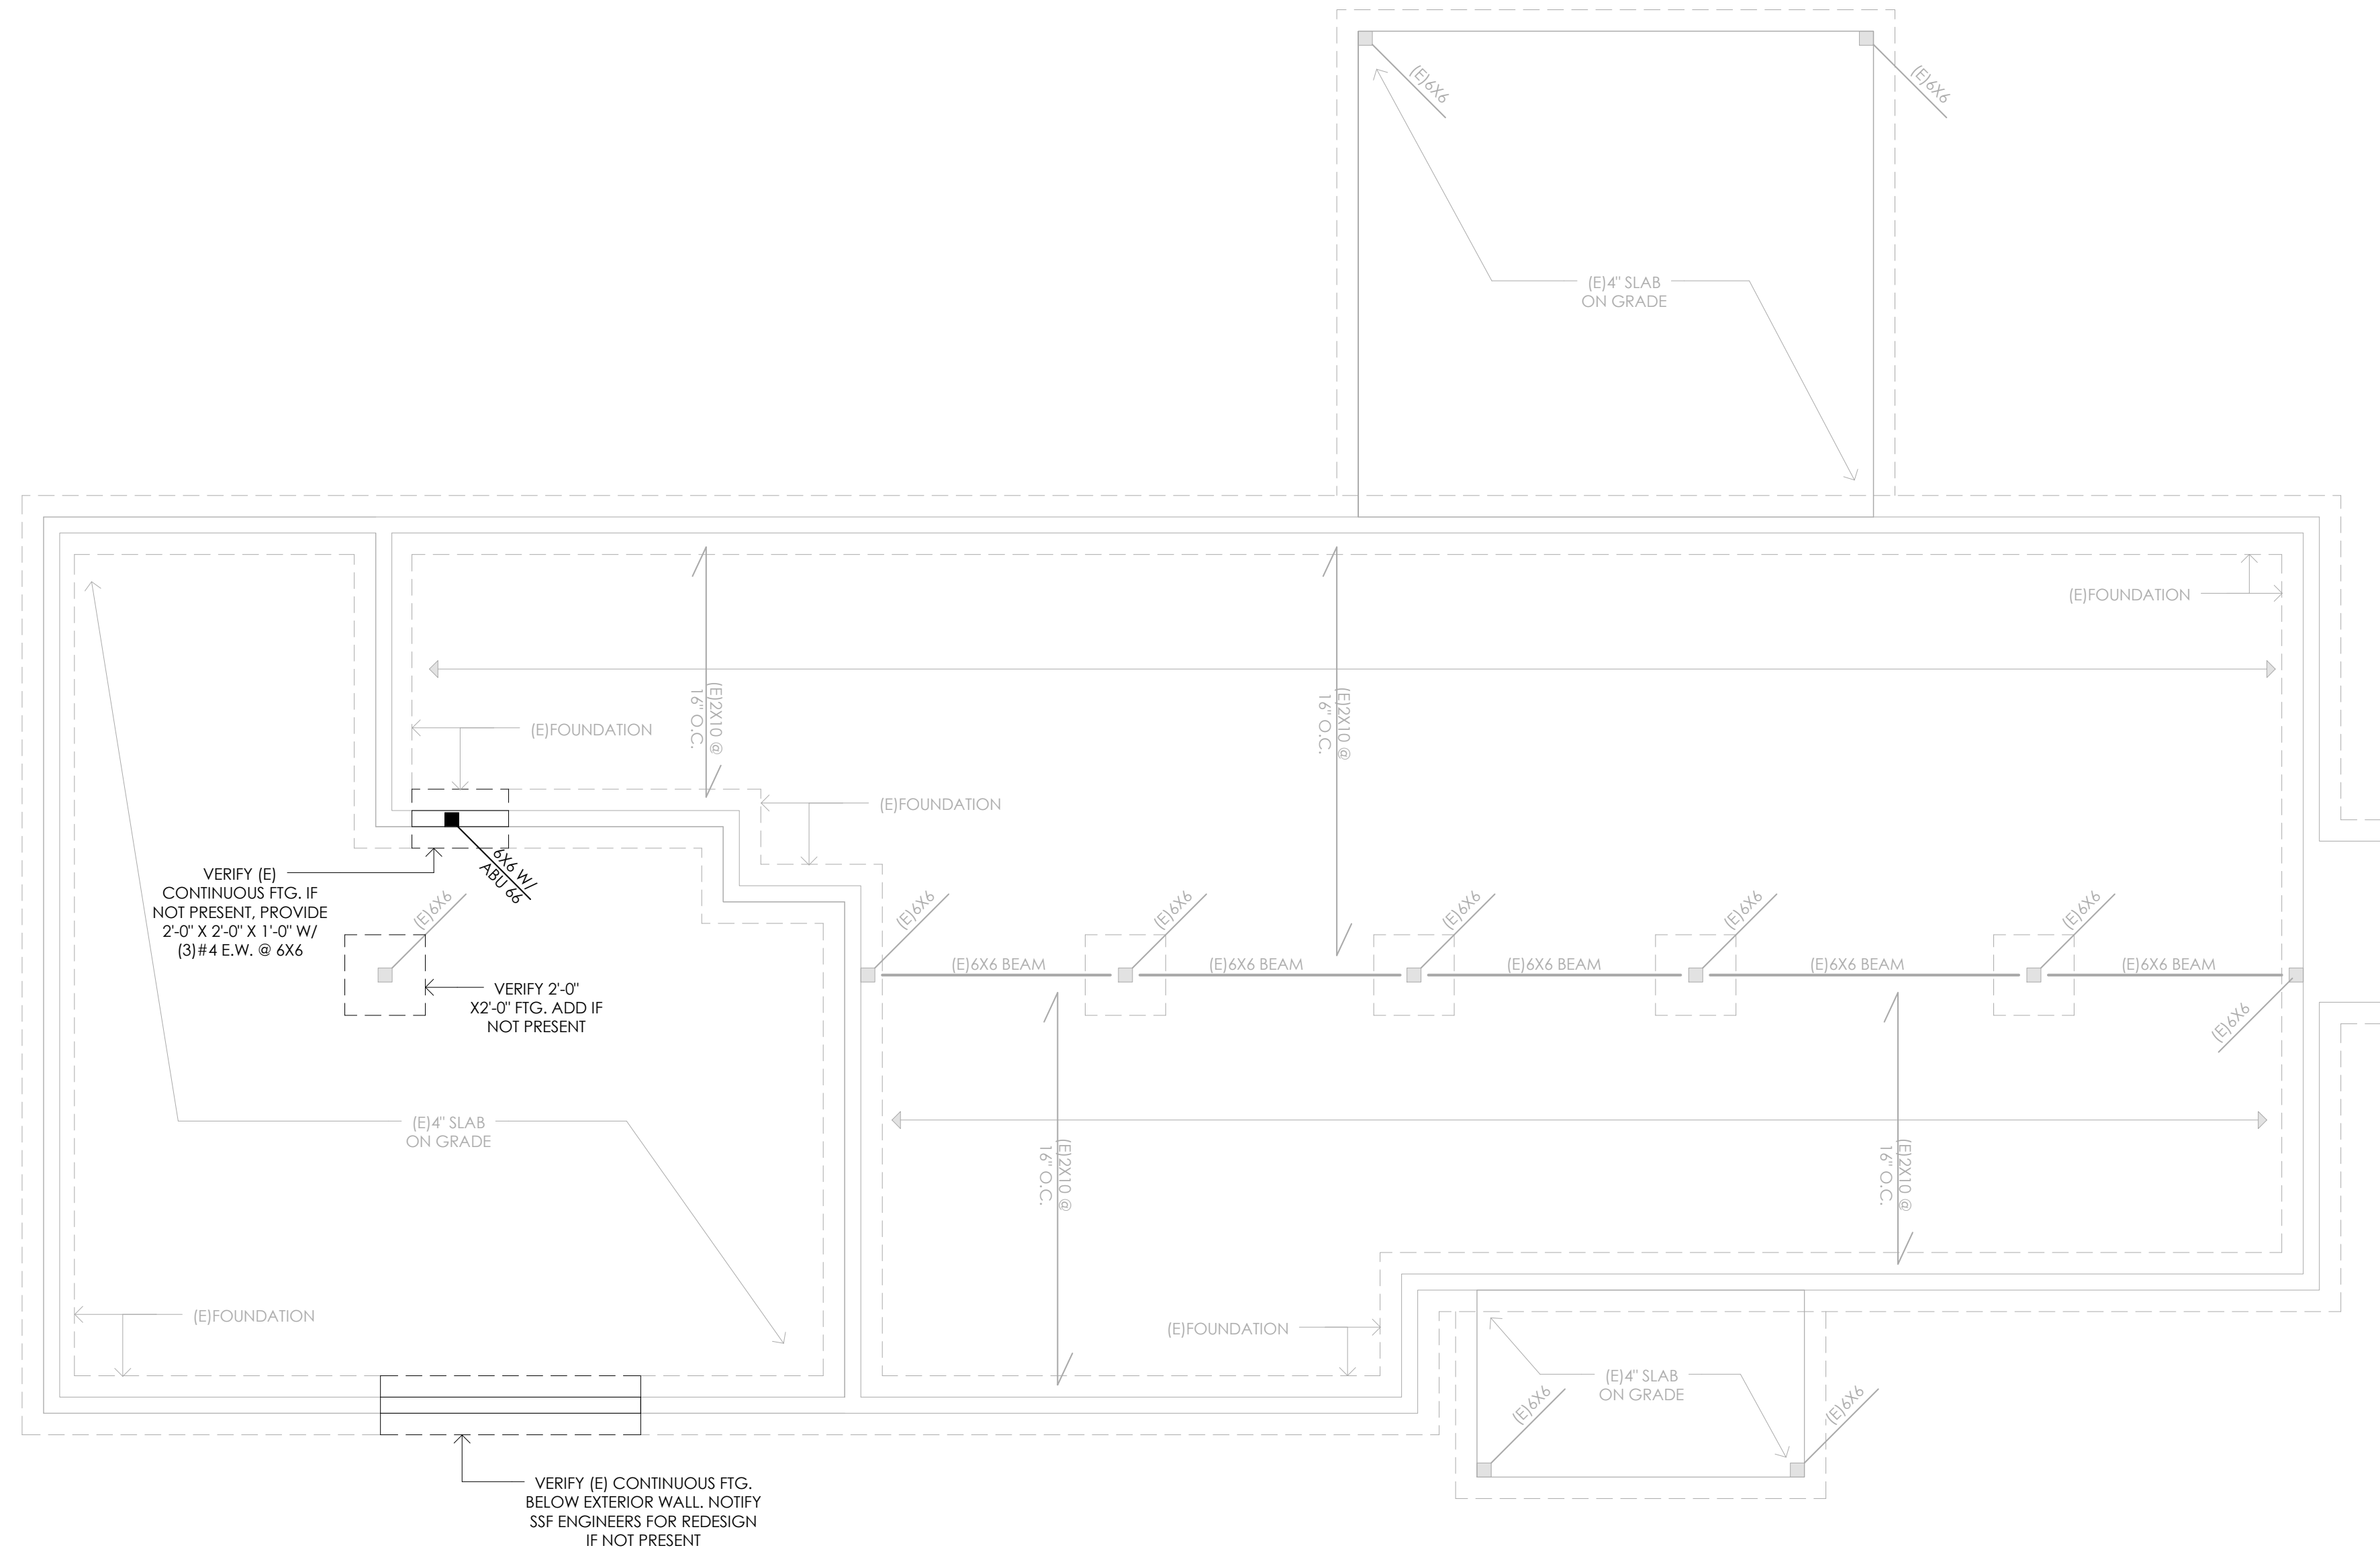 (E)6X6
(E)6X6
(E)4" SLAB
ON GRADE
(E)FOUNDATION
(E)2X10 @
16" O.C.
(E)2X10 @
16" O.C.
(E)FOUNDATION
(E)FOUNDATION
6X6 W/
ABU 66
VERIFY (E)
CONTINUOUS FTG. IF
NOT PRESENT, PROVIDE
2'-0" X 2'-0" X 1'-0" W/
(3)#4 E.W. @ 6X6
(E)6X6
(E)6X6
(E)6X6
(E)6X6
(E)6X6
(E)6X6
(E)6X6 BEAM
(E)6X6 BEAM
(E)6X6 BEAM
(E)6X6 BEAM
(E)6X6 BEAM
VERIFY 2'-0"
X2'-0" FTG. ADD IF
NOT PRESENT
(E)6X6
(E)4" SLAB
ON GRADE
(E)2X10 @
16" O.C.
(E)2X10 @
16" O.C.
(E)FOUNDATION
(E)FOUNDATION
(E)4" SLAB
ON GRADE
(E)6X6
(E)6X6
VERIFY (E) CONTINUOUS FTG.
BELOW EXTERIOR WALL. NOTIFY
SSF ENGINEERS FOR REDESIGN
IF NOT PRESENT